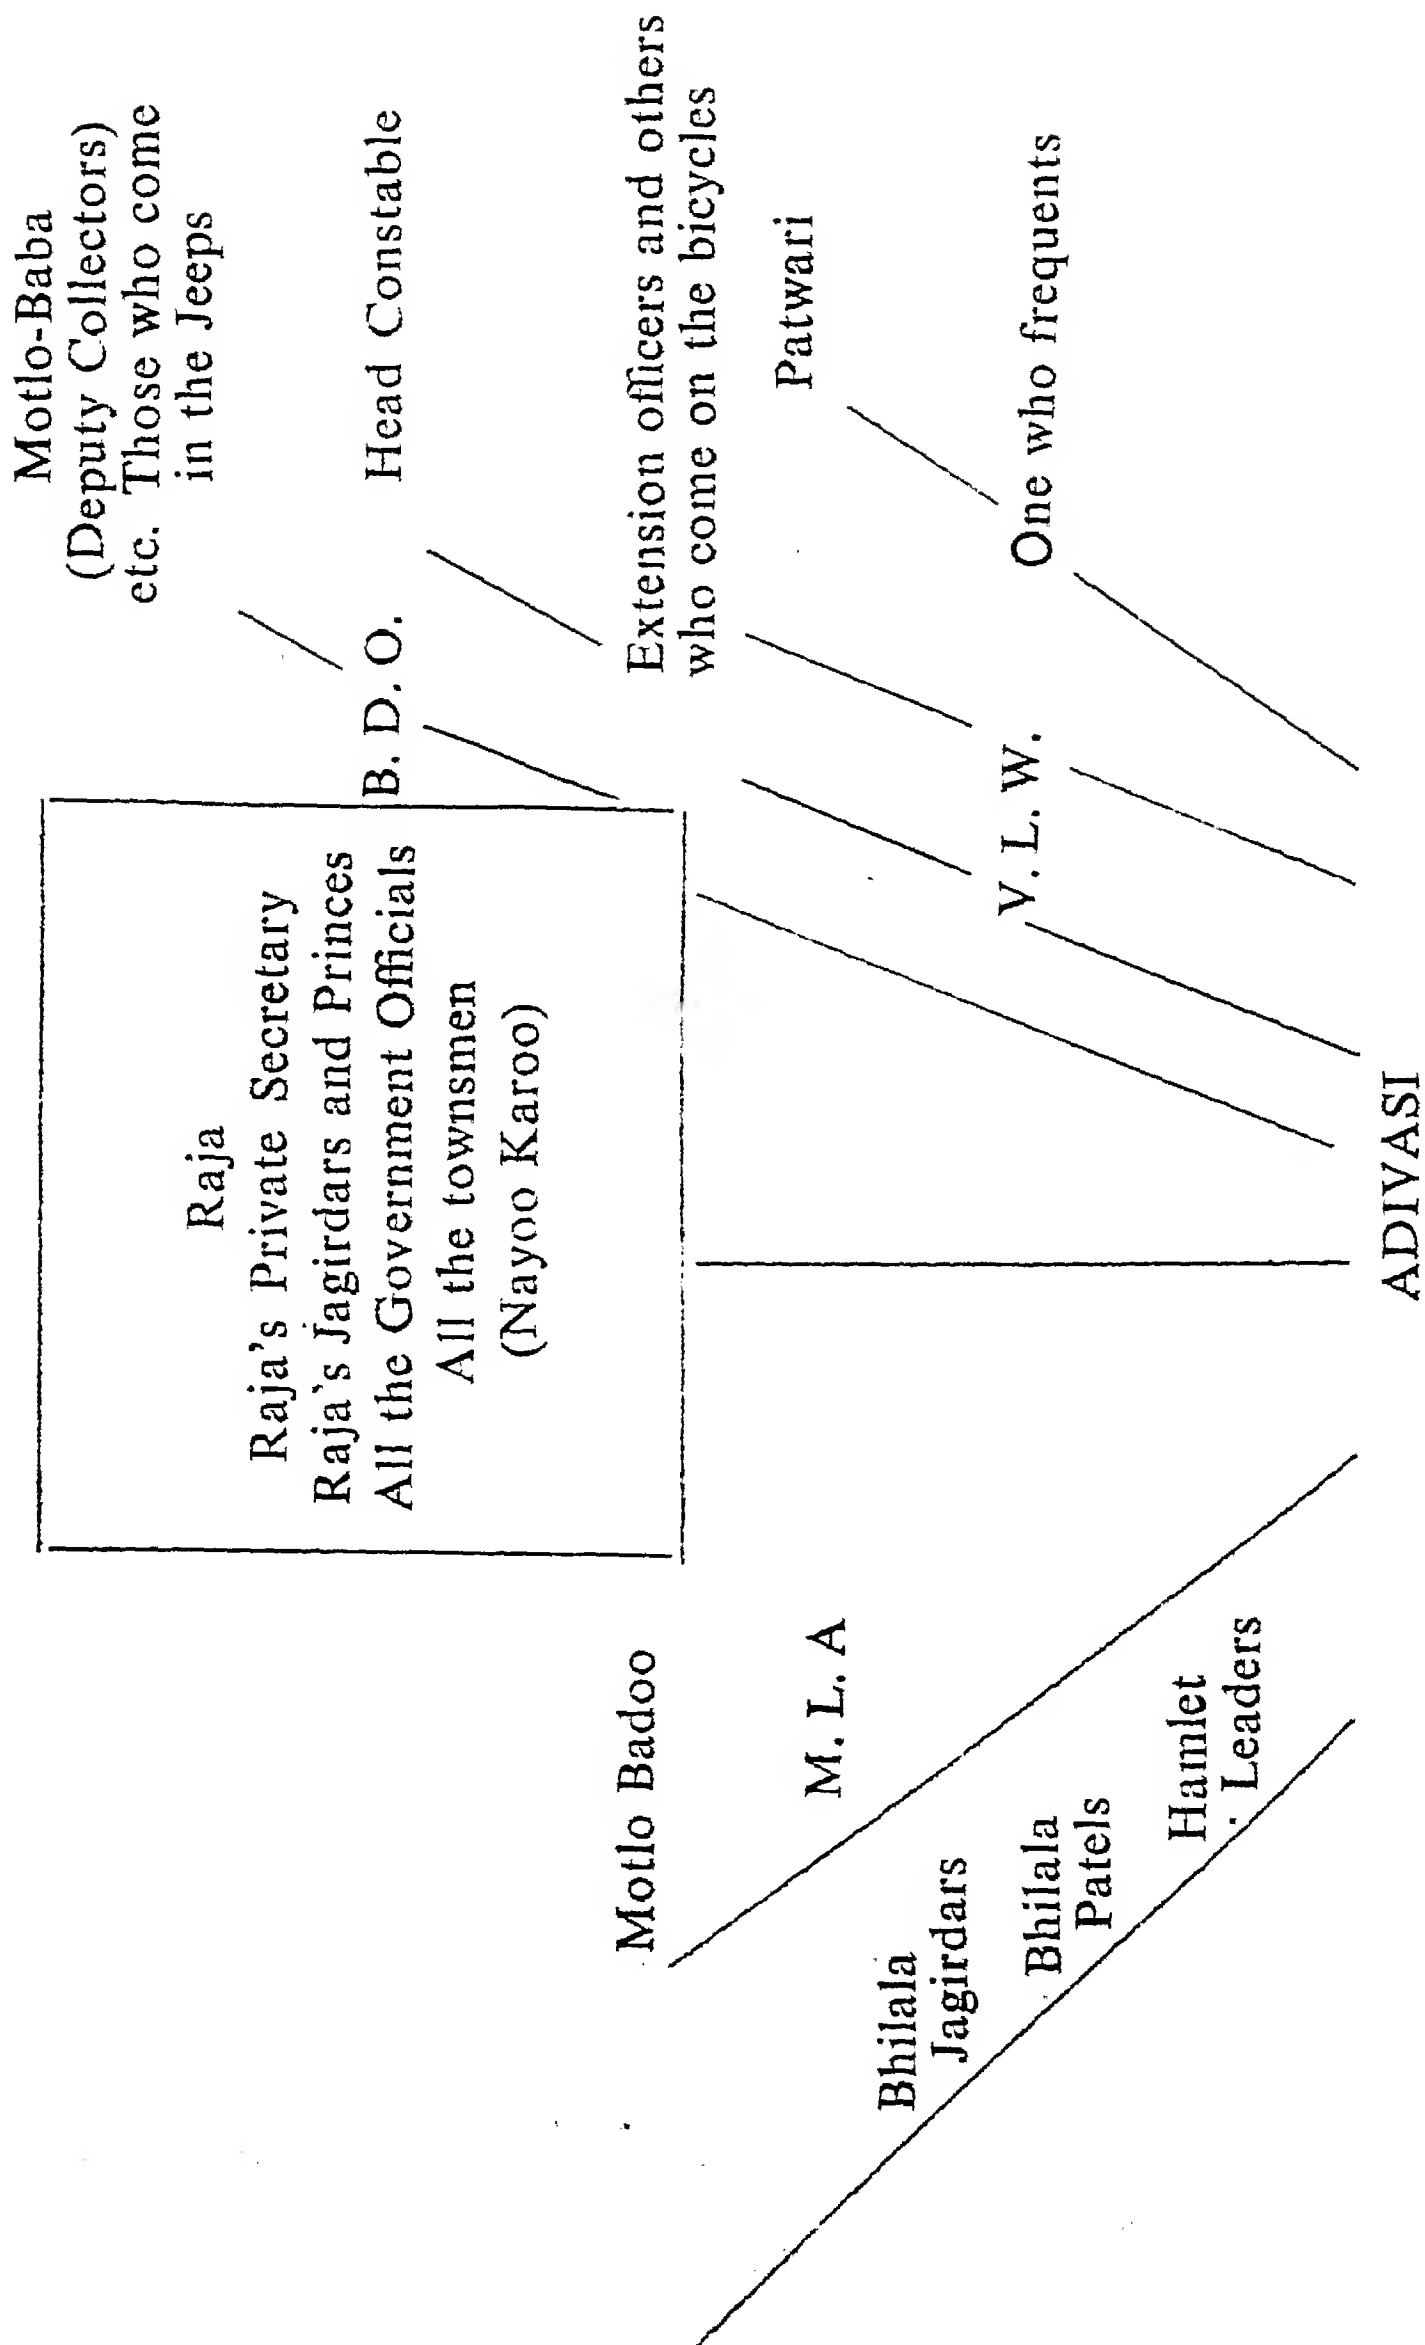 Motlo-Baba
(Deputy Collectors)
etc. Those who come
in the Jeeps
Raja
Raja's Private Secretary
Raja's Jagirdars and Princes
All the Government Officials
All the townsmen
(Nayoo Karoo)
B. D. O.
Head Constable
Motlo Badoo
Extension officers and others
who come on the bicycles
M. L. A
Patwari
Bhilala
Jagirdars
Bhilala
Patels
V. L. W.
One who frequents
Hamlet
Leaders
ADIVASI